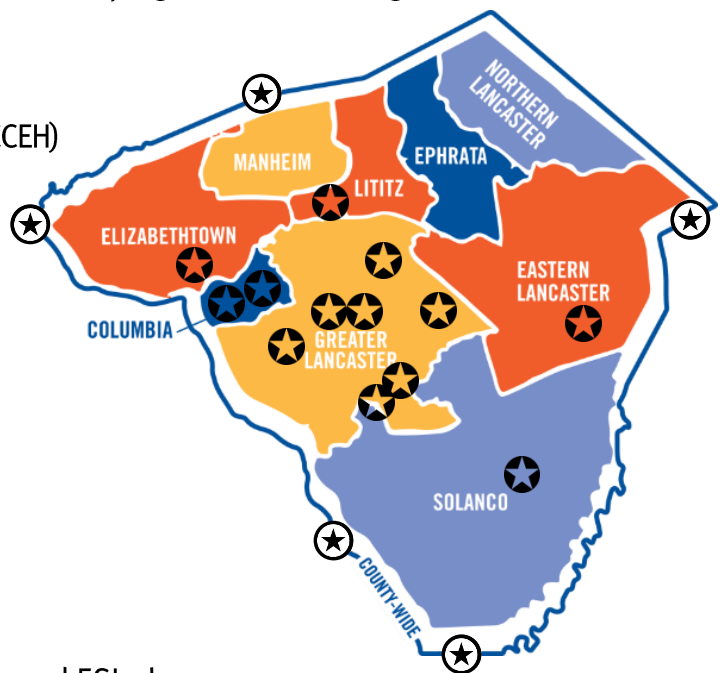 CEH)
NORTHERN
LANCASTER
MANHEIM
EPHRATA
LITITZ
ELIZABETHTOWN
EASTERN
LANCASTER
COLUMBIA
GREATER
LANCASTER
SOLANCO
COUNTY-WIDE